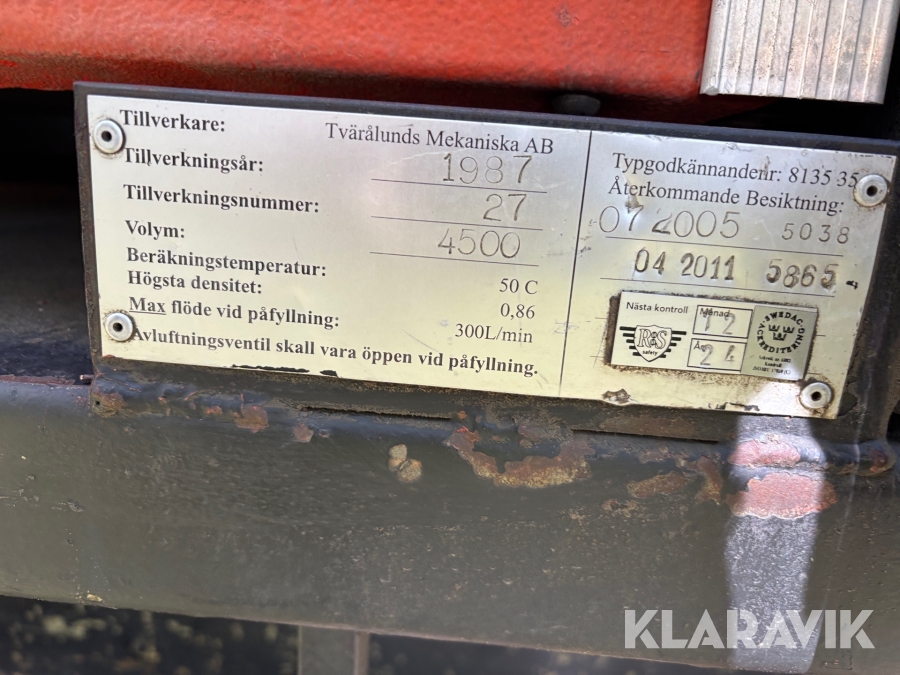 Tillverkare: Tvärålunds Mekaniska AB
Tillverkningsår: 1987
Tillverkningsnummer: 27
Volym: 4500
Beräkningstemperatur: 50 C
Högsta densitet: 0,86
Max flöde vid påfyllning: 300L/min
Avluftningsventil skall vara öppen vid påfyllning.
Typgodkännandenr: 8135 35
Återkommande Besiktning:
07 2005 5038
04 2011 5865
Nästa kontroll Månad 12
R&S safety År 24
SWEDAC ACKREDITERING
KLARAVIK